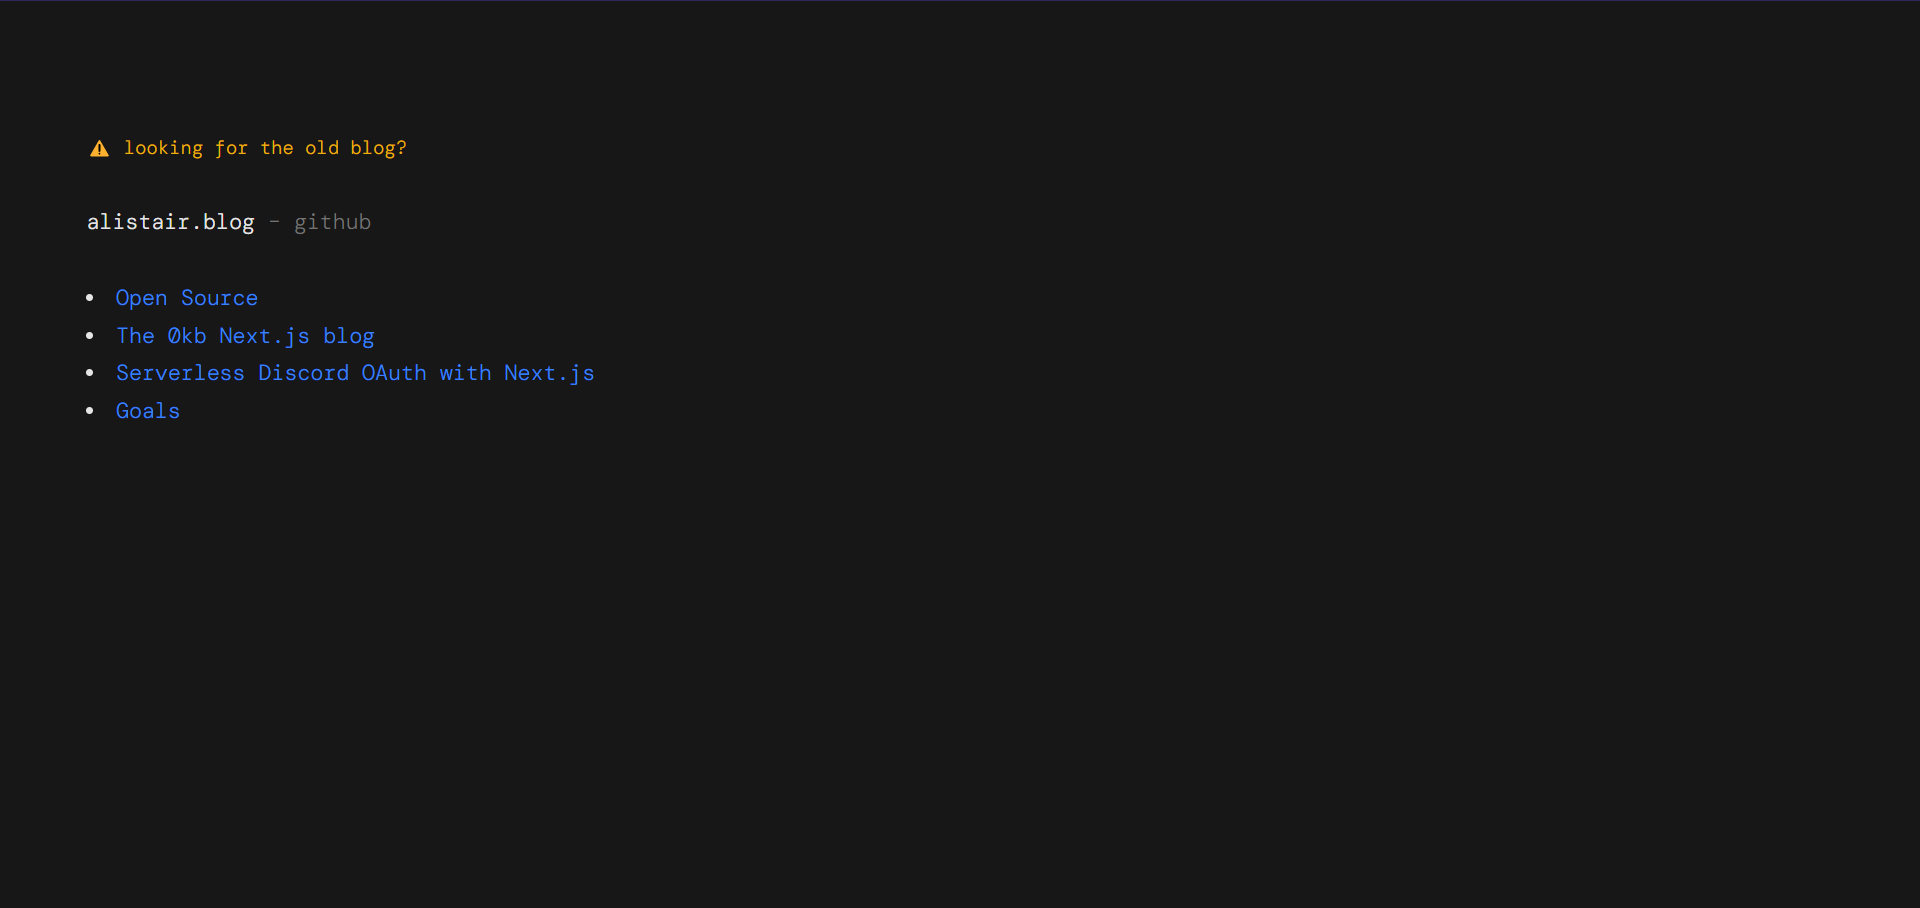 ⚠ looking for the old blog?
alistair.blog – github
• Open Source
• The 0kb Next.js blog
• Serverless Discord OAuth with Next.js
• Goals